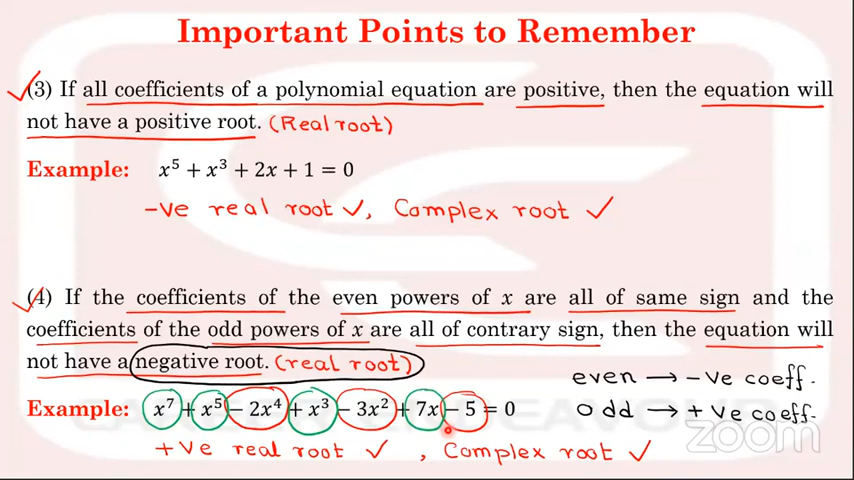 Important Points to Remember
(3) If all coefficients of a polynomial equation are positive, then the equation will
not have a positive root. (Real root)
Example: x⁵ + x³ + 2x + 1 = 0
-ve real root ✓, Complex root ✓
(4) If the coefficients of the even powers of x are all of same sign and the
coefficients of the odd powers of x are all of contrary sign, then the equation will
not have a negative root. (real root)
even → -ve coeff.
Example: x⁷ + x⁵ - 2x⁴ + x³ - 3x² + 7x - 5 = 0
odd → +ve coeff.
zoom
+ve real root ✓, Complex root ✓